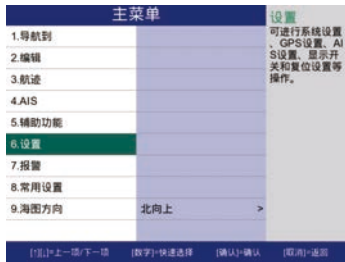 主菜单
1.导航到
2.编辑
3.航迹
4.AIS
5.辅助功能
6.设置
7.报警
8.常用设置
9.海图方向 北向上 >
设置
可进行系统设置
、GPS设置、AI
S设置、显示开
关和复位设置等
操作。
[↑][↓]=上一项/下一项 [数字]=快速选择 [确认]=确认 [取消]=返回